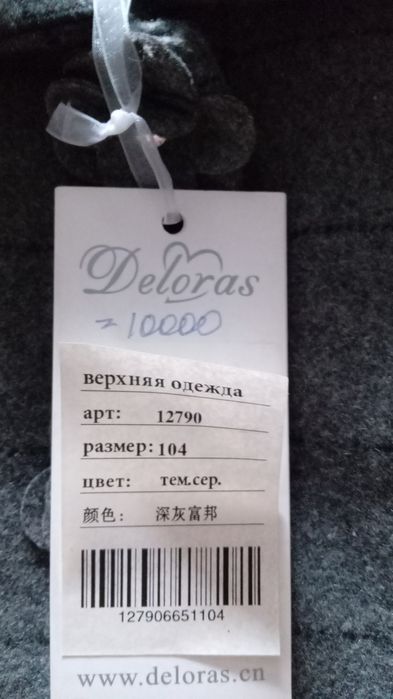 Deloras
=10000
верхняя одежда
арт: 12790
размер: 104
цвет: тем.сер.
颜色： 深灰富邦
127906651104
www.deloras.cn